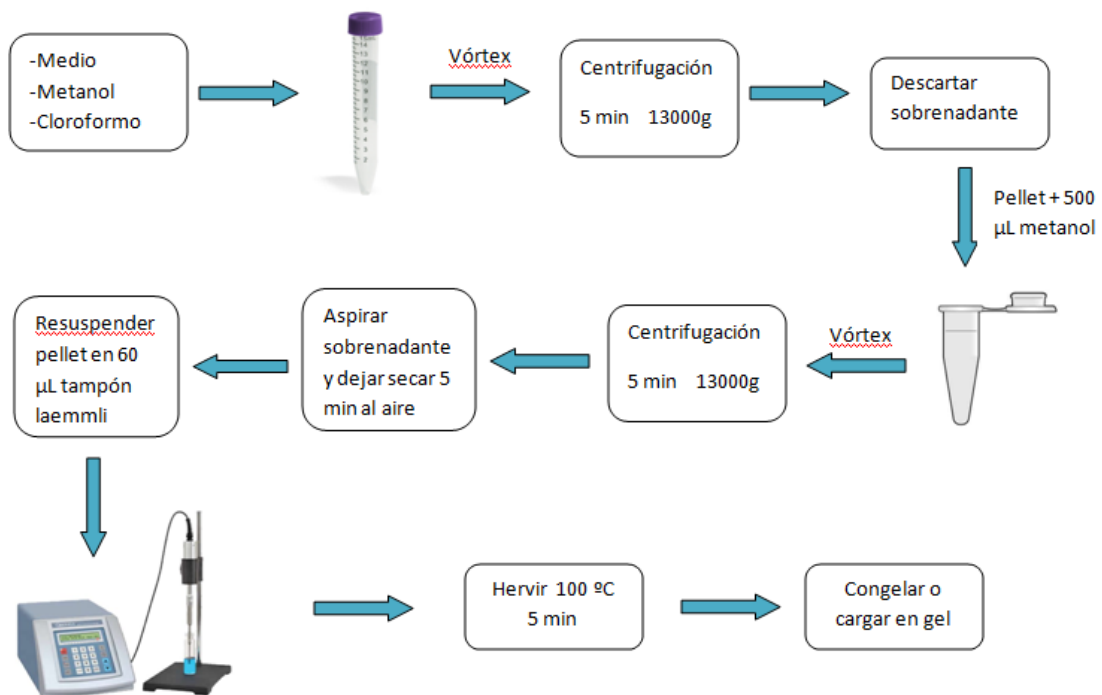 -Medio
-Metanol
-Cloroformo
Vórtex
Centrifugación
5 min 13000g
Descartar
sobrenadante
Pellet + 500
µL metanol
Vórtex
Centrifugación
5 min 13000g
Aspirar
sobrenadante
y dejar secar 5
min al aire
Resuspender
pellet en 60
µL tampón
laemmli
Hervir 100 ºC
5 min
Congelar o
cargar en gel